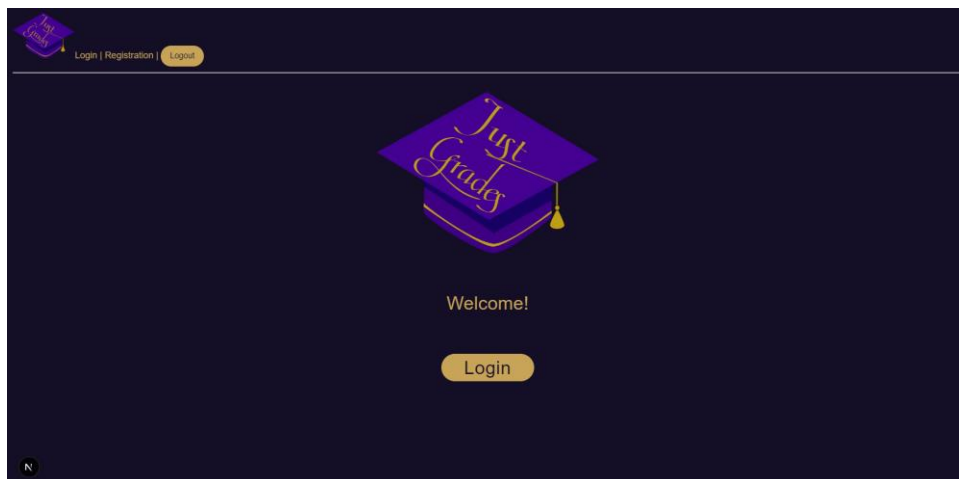 Just
Grades
Login | Registration | Logout
Just
Grades
Welcome!
Login
N